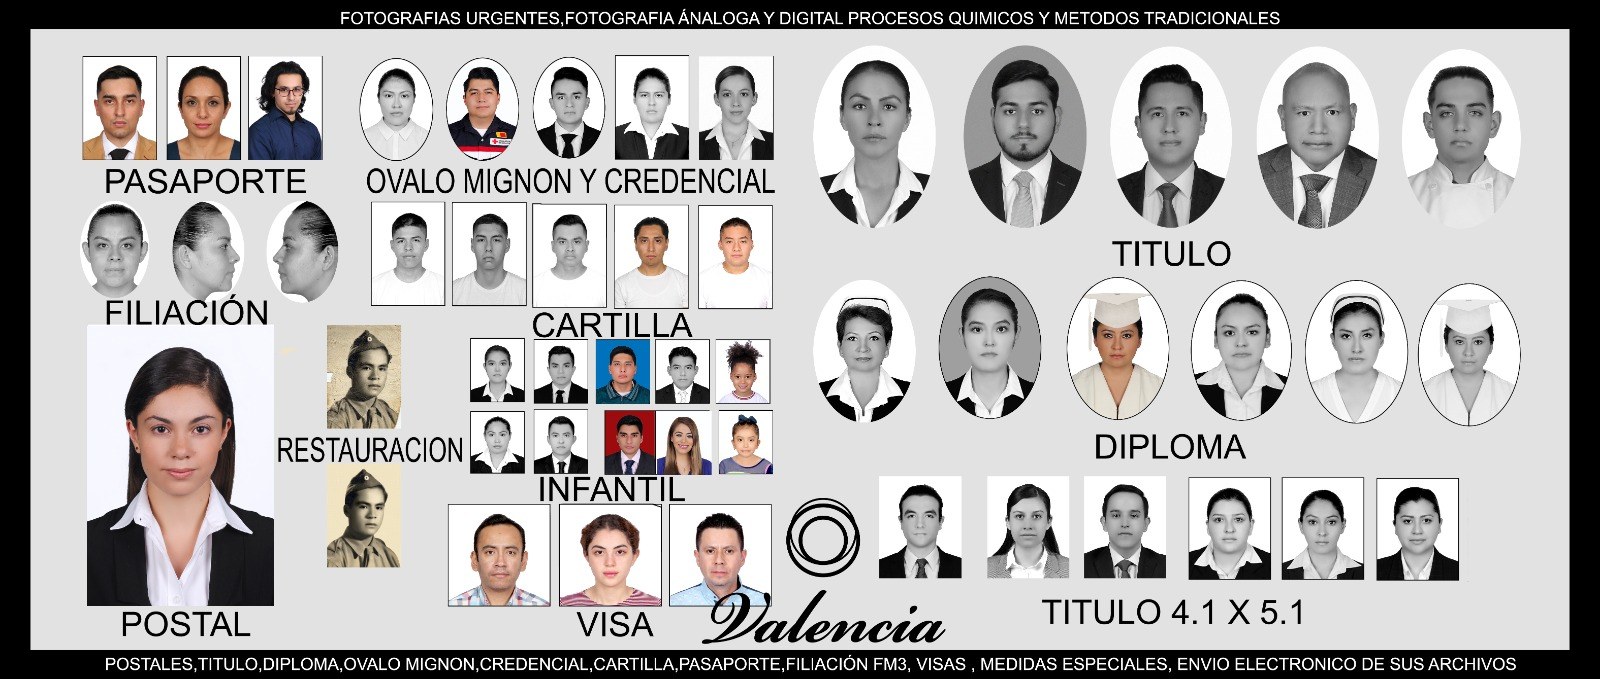 FOTOGRAFIAS URGENTES,FOTOGRAFIA ÁNALOGA Y DIGITAL PROCESOS QUIMICOS Y METODOS TRADICIONALES
PASAPORTE
OVALO MIGNON Y CREDENCIAL
TITULO
FILIACIÓN
CARTILLA
DIPLOMA
RESTAURACION
INFANTIL
POSTAL
VISA
Valencia
TITULO 4.1 X 5.1
POSTALES,TITULO,DIPLOMA,OVALO MIGNON,CREDENCIAL,CARTILLA,PASAPORTE,FILIACIÓN FM3, VISAS , MEDIDAS ESPECIALES, ENVIO ELECTRONICO DE SUS ARCHIVOS